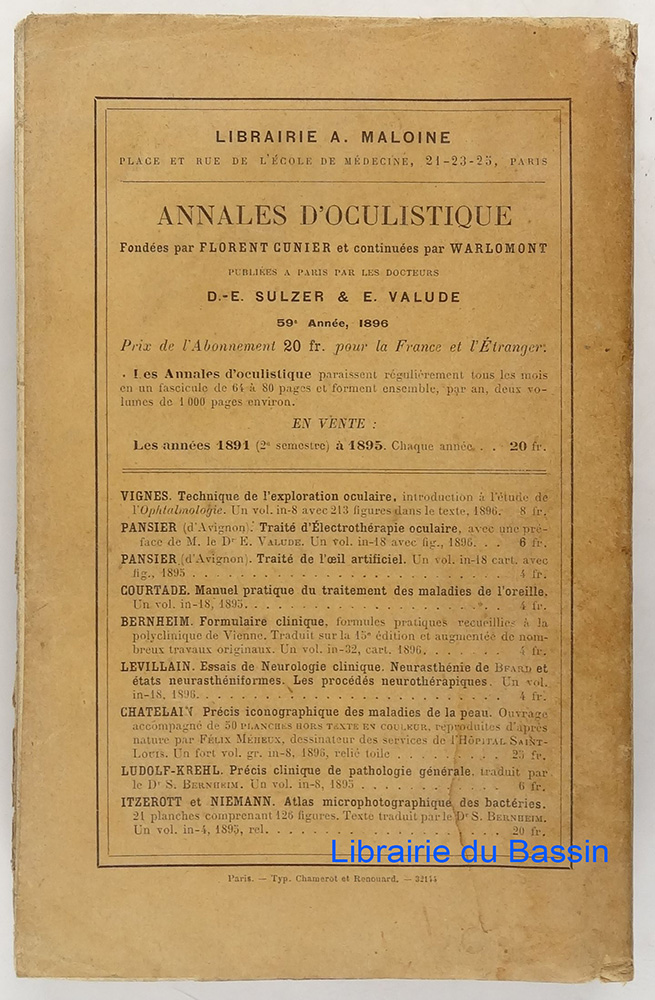 LIBRAIRIE A. MALOINE
PLACE ET RUE DE L'ÉCOLE DE MÉDECINE, 21-23-25, PARIS
ANNALES D'OCULISTIQUE
Fondées par FLORENT CUNIER et continuées par WARLOMONT
PUBLIÉES A PARIS PAR LES DOCTEURS
D.-E. SULZER & E. VALUDE
59e Année, 1896
Prix de l'Abonnement 20 fr. pour la France et l'Étranger.
Les Annales d'oculistique paraissent régulièrement tous les mois
en un fascicule de 64 à 80 pages et forment ensemble, par an, deux vo-
lumes de 1 000 pages environ.
EN VENTE :
Les années 1891 (2e semestre) à 1895. Chaque année. . . 20 fr.
VIGNES. Technique de l'exploration oculaire, introduction à l'étude de
l'Ophtalmologie. Un vol. in-8 avec 213 figures dans le texte, 1896. 8 fr.
PANSIER (d'Avignon). Traité d'Électrothérapie oculaire, avec une pré-
face de M. le Dr E. VALUDE. Un vol. in-18 avec fig., 1896. . . 6 fr.
PANSIER (d'Avignon). Traité de l'œil artificiel. Un vol. in-18 cart. avec
fig., 1895 . . . . . . . . . . . . . . . . . . . . . . . 4 fr.
COURTADE. Manuel pratique du traitement des maladies de l'oreille.
Un vol. in-18, 1895. . . . . . . . . . . . . . . . . . . 4 fr.
BERNHEIM. Formulaire clinique, formules pratiques recueillies à la
polyclinique de Vienne. Traduit sur la 15e édition et augmentée de nom-
breux travaux originaux. Un vol. in-32, cart. 1896. . . . . . 4 fr.
LEVILLAIN. Essais de Neurologie clinique. Neurasthénie de BEARD et
états neurasthéniformes. Les procédés neurothérapiques. Un vol.
in-18, 1896. . . . . . . . . . . . . . . . . . . . . . . 4 fr.
CHATELAIN Précis iconographique des maladies de la peau. Ouvrage
accompagné de 50 PLANCHES HORS TEXTE EN COULEUR, reproduites d'après
nature par FÉLIX MÉHEUX, dessinateur des services de l'HÔPITAL SAINT-
LOUIS. Un fort vol. gr. in-8, 1896, relié toile . . . . . . . . 25 fr.
LUDOLF-KREHL. Précis clinique de pathologie générale, traduit par
le Dr S. BERNHEIM. Un vol. in-8, 1895 . . . . . . . . . . . 6 fr.
ITZEROTT et NIEMANN. Atlas microphotographique des bactéries.
21 planches comprenant 126 figures. Texte traduit par le Dr S. BERNHEIM.
Un vol. in-4, 1895, rel. . . . . . . . . . . . . . . . . . 20 fr.
Librairie du Bassin
Paris. — Typ. Chamerot et Renouard. — 32144